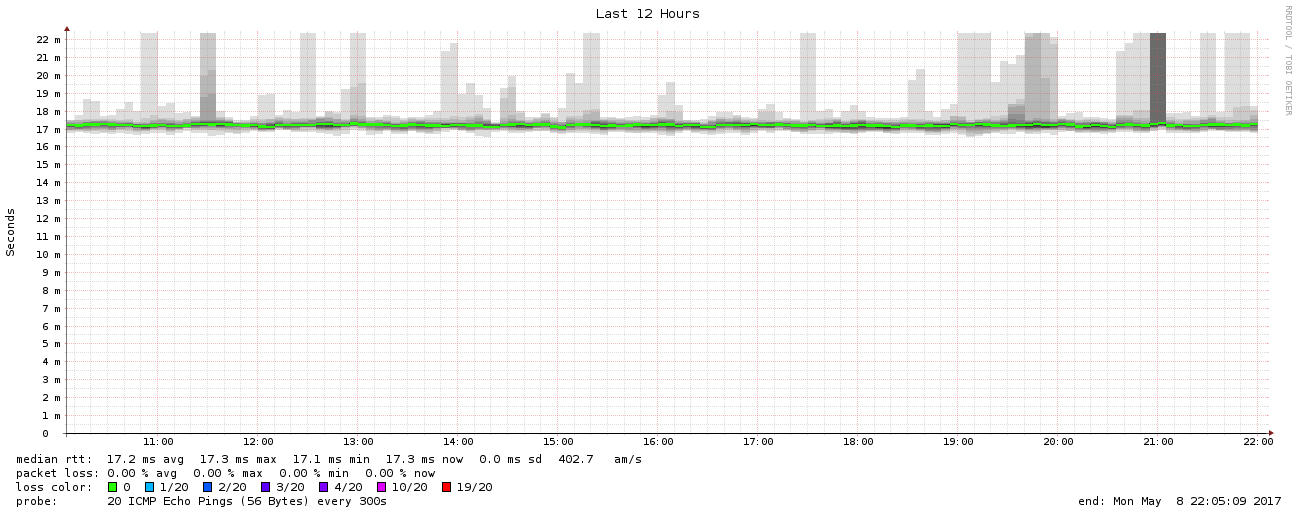 Last 12 Hours
RRDTOOL / TOBI OETIKER
22 m
21 m
20 m
19 m
18 m
17 m
16 m
15 m
14 m
13 m
12 m
11 m
10 m
9 m
8 m
7 m
6 m
5 m
4 m
3 m
2 m
1 m
0
Seconds
11:00 12:00 13:00 14:00 15:00 16:00 17:00 18:00 19:00 20:00 21:00 22:00
median rtt: 17.2 ms avg 17.3 ms max 17.1 ms min 17.3 ms now 0.0 ms sd 402.7 am/s
packet loss: 0.00 % avg 0.00 % max 0.00 % min 0.00 % now
loss color: 0 1/20 2/20 3/20 4/20 10/20 19/20
probe: 20 ICMP Echo Pings (56 Bytes) every 300s end: Mon May 8 22:05:09 2017